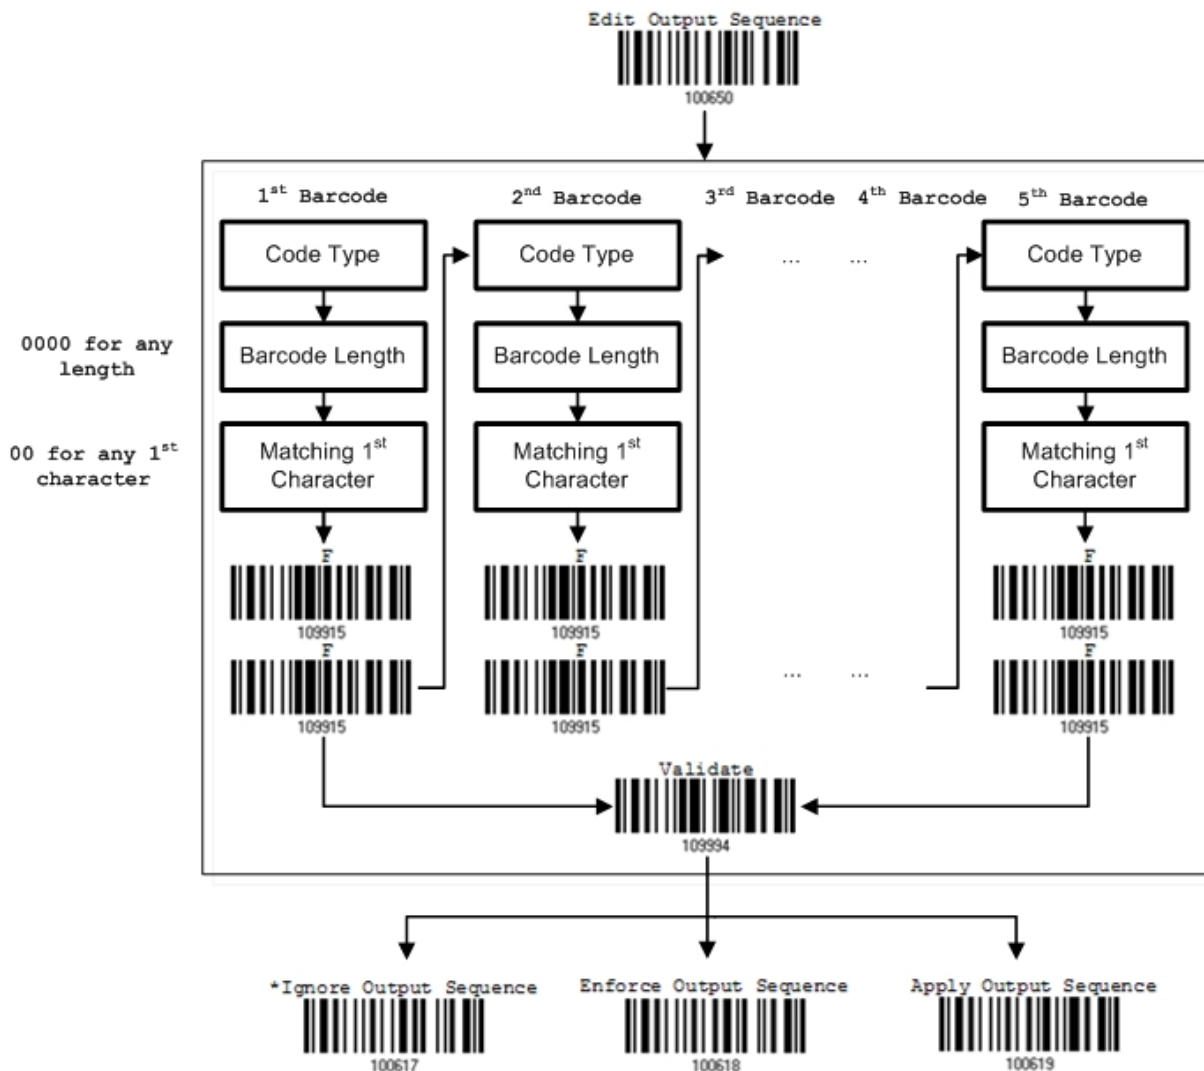 Edit Output Sequence
100650
1st Barcode 2nd Barcode 3rd Barcode 4th Barcode 5th Barcode
Code Type Code Type ... ... Code Type
0000 for any
length
Barcode Length Barcode Length Barcode Length
00 for any 1st
character
Matching 1st
Character
Matching 1st
Character
Matching 1st
Character
F F F
109915 109915 109915
F F F
... ...
109915 109915 109915
Validate
109994
*Ignore Output Sequence Enforce Output Sequence Apply Output Sequence
100617 100618 100619